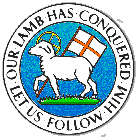 OUR LAMB HAS CONQUERED
LET US FOLLOW HIM